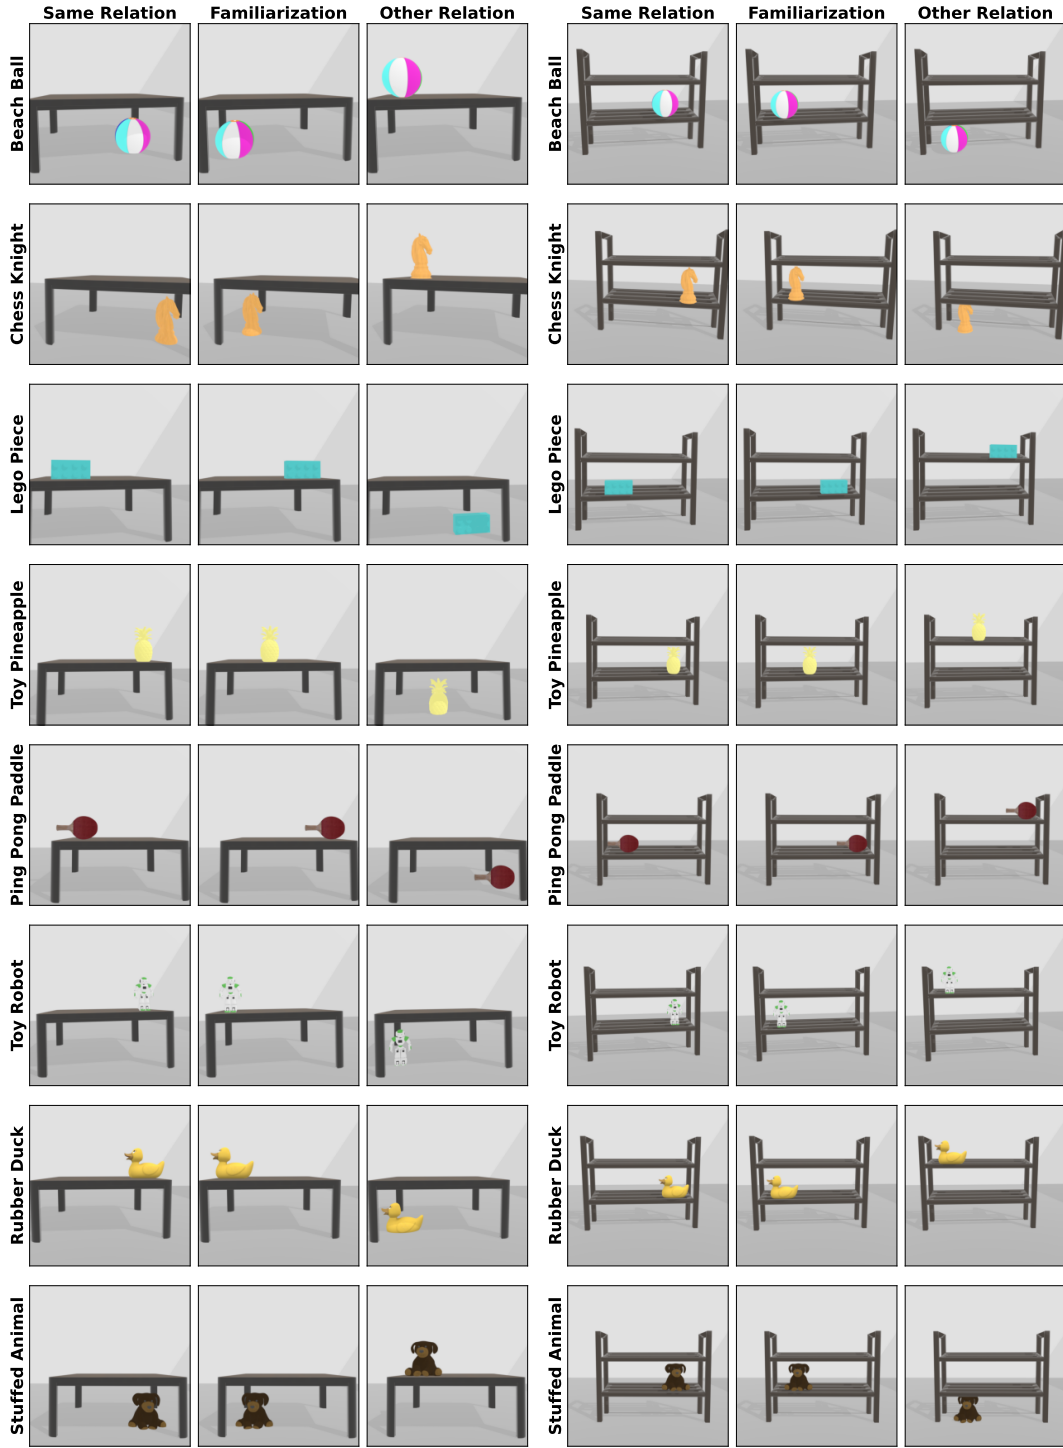 Same Relation Familiarization Other Relation Same Relation Familiarization Other Relation
Beach Ball Beach Ball
Chess Knight Chess Knight
Lego Piece Lego Piece
Toy Pineapple Toy Pineapple
Ping Pong Paddle Ping Pong Paddle
Toy Robot Toy Robot
Rubber Duck Rubber Duck
Stuffed Animal Stuffed Animal